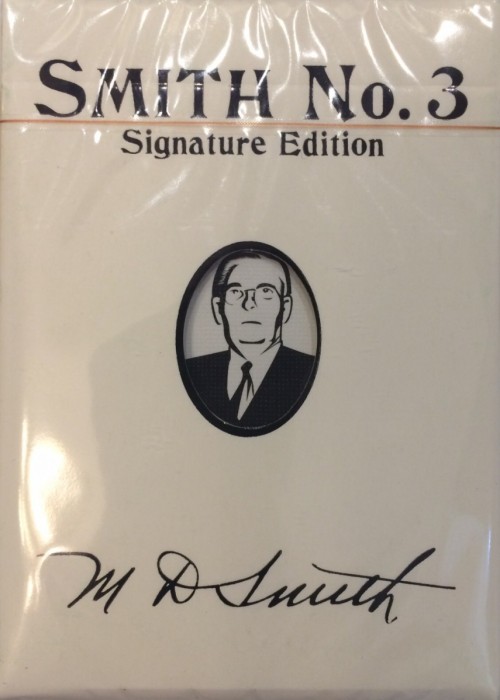 SMITH No. 3
Signature Edition
M D Smith